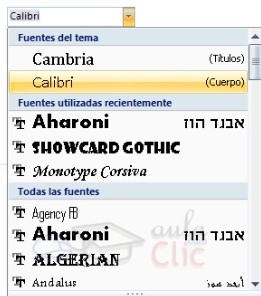 Calibri
Fuentes del tema
Cambria (Títulos)
Calibri (Cuerpo)
Fuentes utilizadas recientemente
Aharoni אבגד הוז
SHOWCARD GOTHIC
Monotype Corsiva
Todas las fuentes
Agency FB
Aharoni אבגד הוז
ALGERIAN
Andalus أبجد هوز
aula
Clic